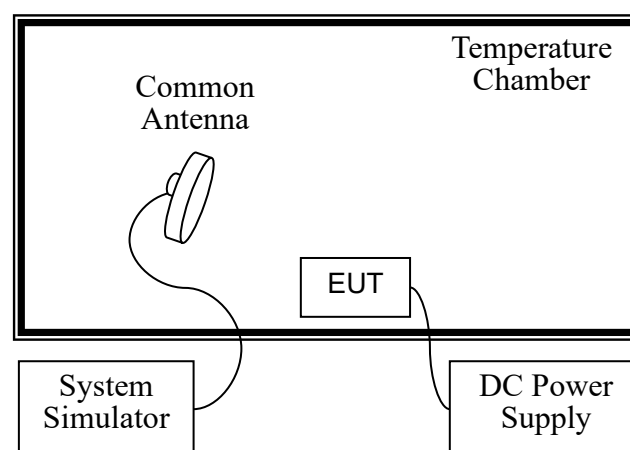 Temperature
Chamber
Common
Antenna
EUT
System
Simulator
DC Power
Supply